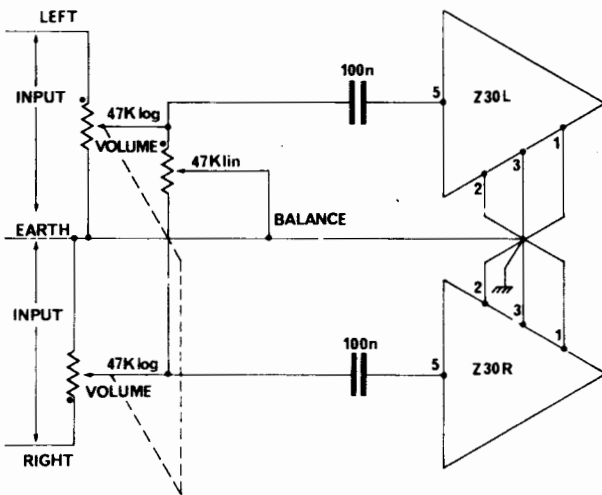 LEFT
INPUT
47K log
VOLUME
47K lin
100n
5
Z30L
1
3
2
EARTH
BALANCE
INPUT
2
3
1
47K log
VOLUME
100n
5
Z30R
RIGHT